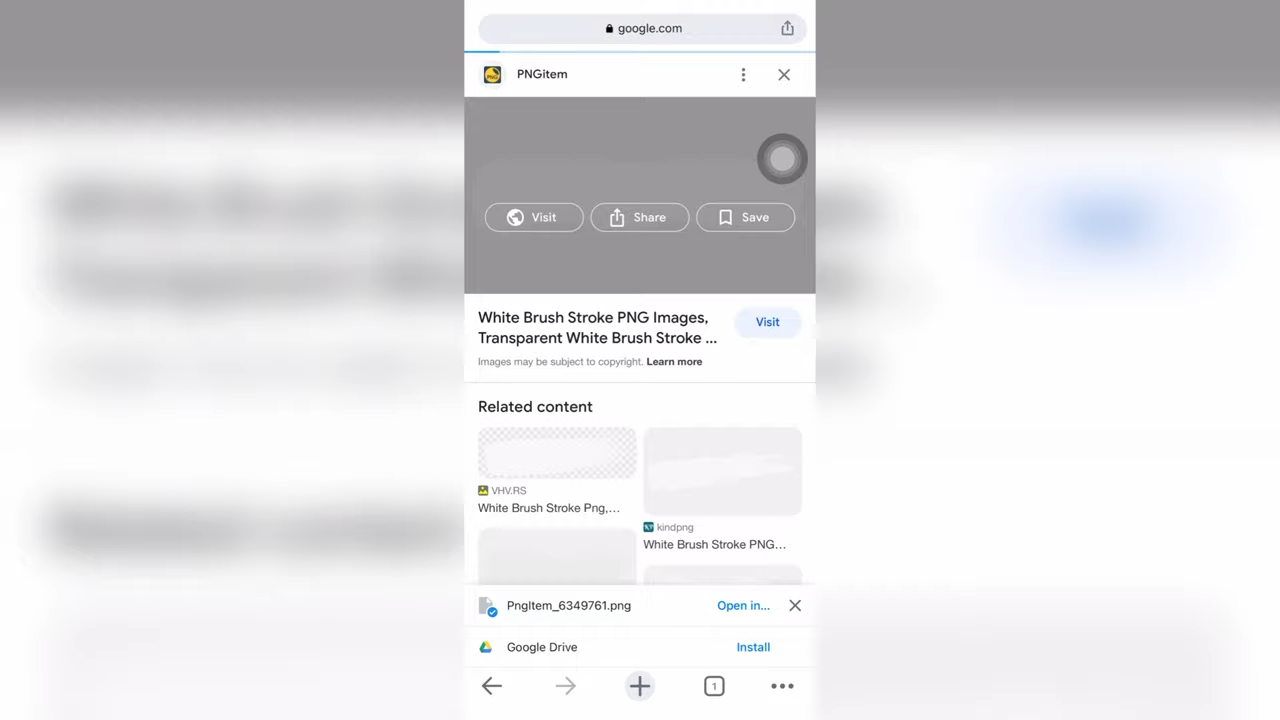 google.com
PNGitem
Visit
Share
Save
White Brush Stroke PNG Images,
Transparent White Brush Stroke ...
Visit
Images may be subject to copyright. Learn more
Related content
VHV.RS
White Brush Stroke Png,...
kindpng
White Brush Stroke PNG...
PngItem_6349761.png
Open in...
Google Drive
Install
1